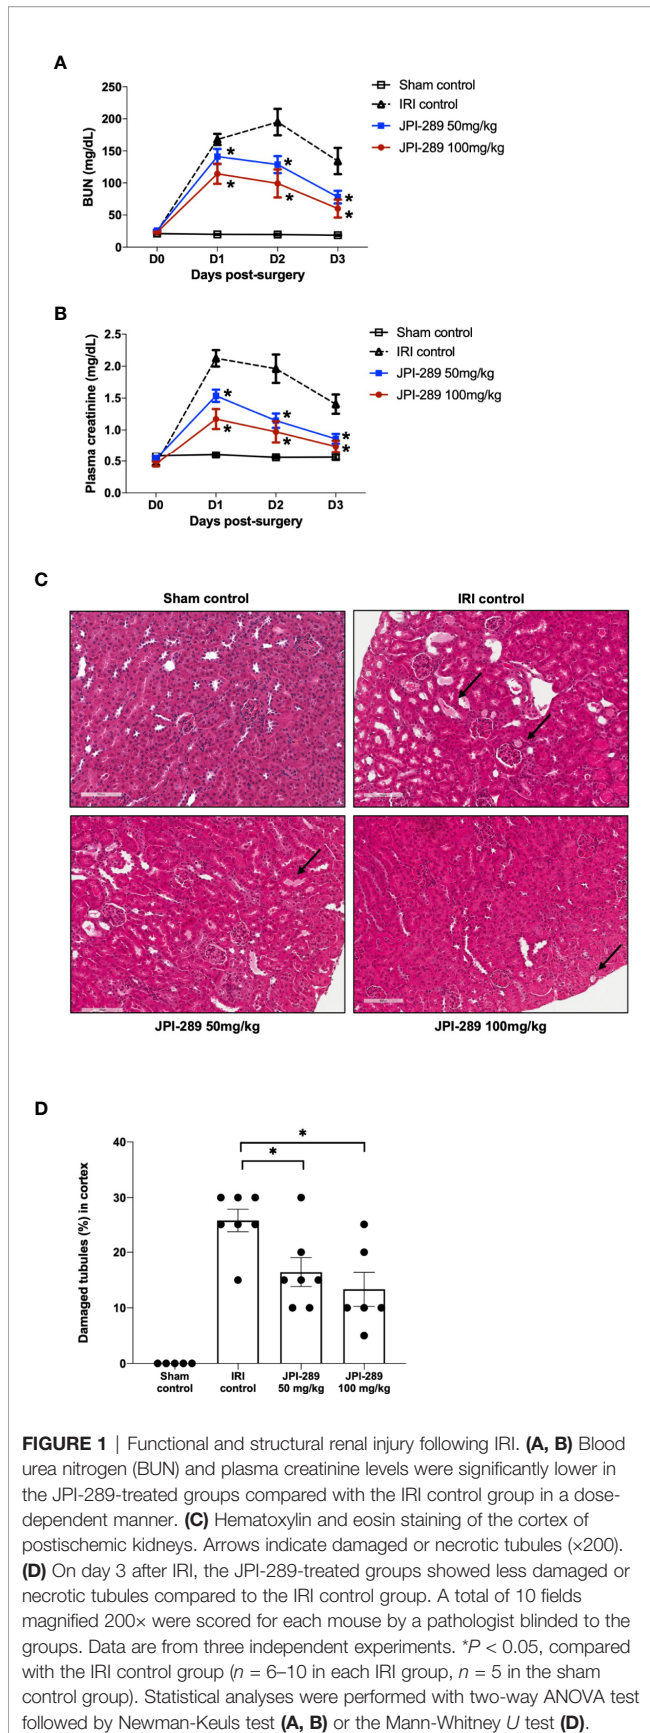 A
Sham control
IRI control
JPI-289 50mg/kg
JPI-289 100mg/kg
250
200
150
100
50
0
BUN (mg/dL)
D0 D1 D2 D3
Days post-surgery
* * * * * *
B
Sham control
IRI control
JPI-289 50mg/kg
JPI-289 100mg/kg
2.5
2.0
1.5
1.0
0.5
0.0
Plasma creatinine (mg/dL)
D0 D1 D2 D3
Days post-surgery
* * * * * *
C
Sham control IRI control
JPI-289 50mg/kg JPI-289 100mg/kg
D
40
30
20
10
0
Damaged tubules (%) in cortex
*
*
Sham control
IRI control
JPI-289 50 mg/kg
JPI-289 100 mg/kg
FIGURE 1 | Functional and structural renal injury following IRI. (A, B) Blood
urea nitrogen (BUN) and plasma creatinine levels were significantly lower in
the JPI-289-treated groups compared with the IRI control group in a dose-
dependent manner. (C) Hematoxylin and eosin staining of the cortex of
postischemic kidneys. Arrows indicate damaged or necrotic tubules (×200).
(D) On day 3 after IRI, the JPI-289-treated groups showed less damaged or
necrotic tubules compared to the IRI control group. A total of 10 fields
magnified 200× were scored for each mouse by a pathologist blinded to the
groups. Data are from three independent experiments. *P < 0.05, compared
with the IRI control group (n = 6–10 in each IRI group, n = 5 in the sham
control group). Statistical analyses were performed with two-way ANOVA test
followed by Newman-Keuls test (A, B) or the Mann-Whitney U test (D).